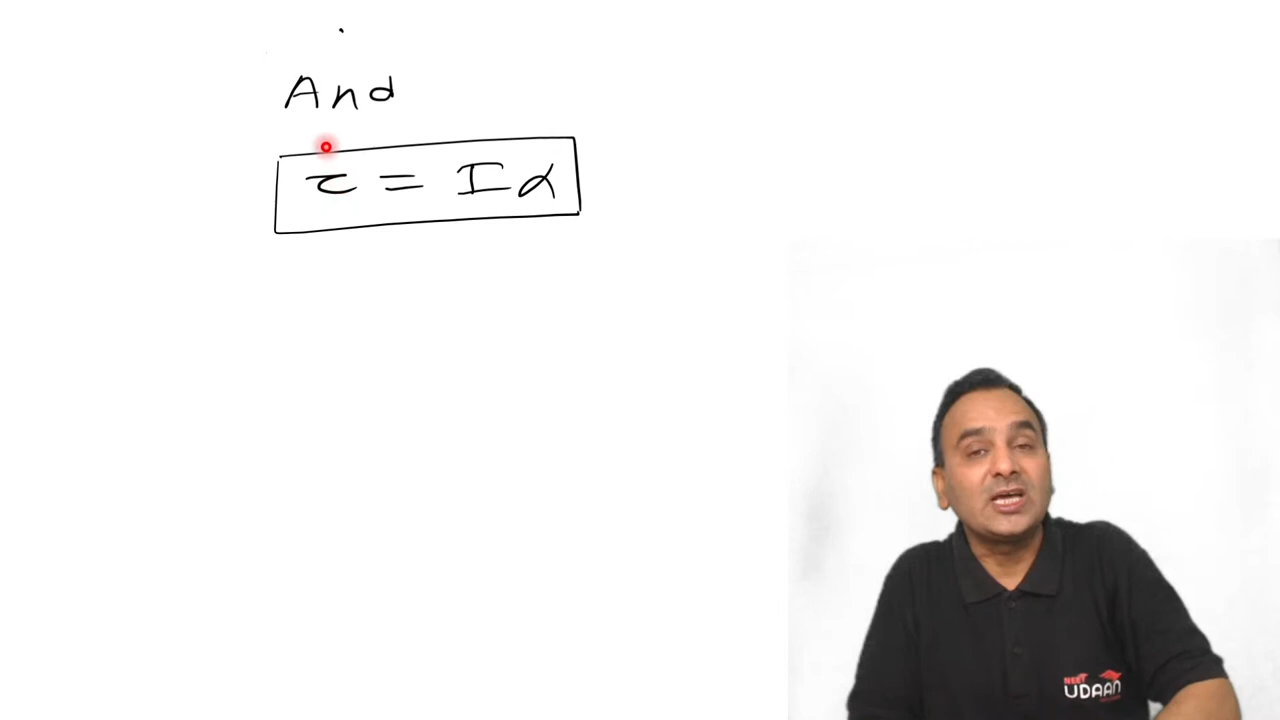 And
τ = Iα
NEET
UDAAN